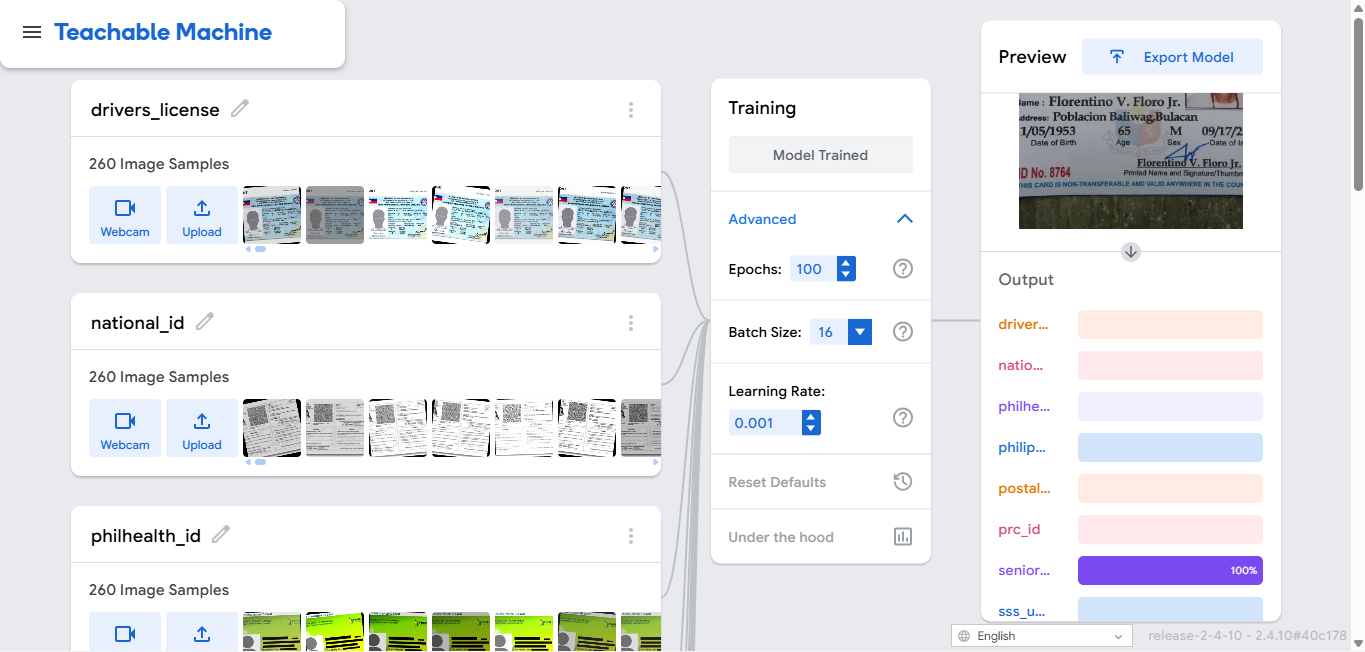 Teachable Machine
drivers_license
260 Image Samples
Webcam
Upload
national_id
260 Image Samples
Webcam
Upload
philhealth_id
260 Image Samples
Training
Model Trained
Advanced
Epochs:
100
Batch Size:
16
Learning Rate:
0.001
Reset Defaults
Under the hood
Preview
Export Model
Name : Florentino V. Floro Jr.
Address: Poblacion Baliwag, Bulacan
1/05/1953 65 M 09/17/2
Date of Birth Age Sex Date of Is
Florentino V. Floro Jr.
Printed Name and Signature/Thumb
ID No. 8764
THIS CARD IS NON-TRANSFERABLE AND VALID ANYWHERE IN THE COUN
Output
driver...
natio...
philhe...
philip...
postal...
prc_id
senior...
100%
sss_u...
English
release-2-4-10 - 2.4.10#40c178